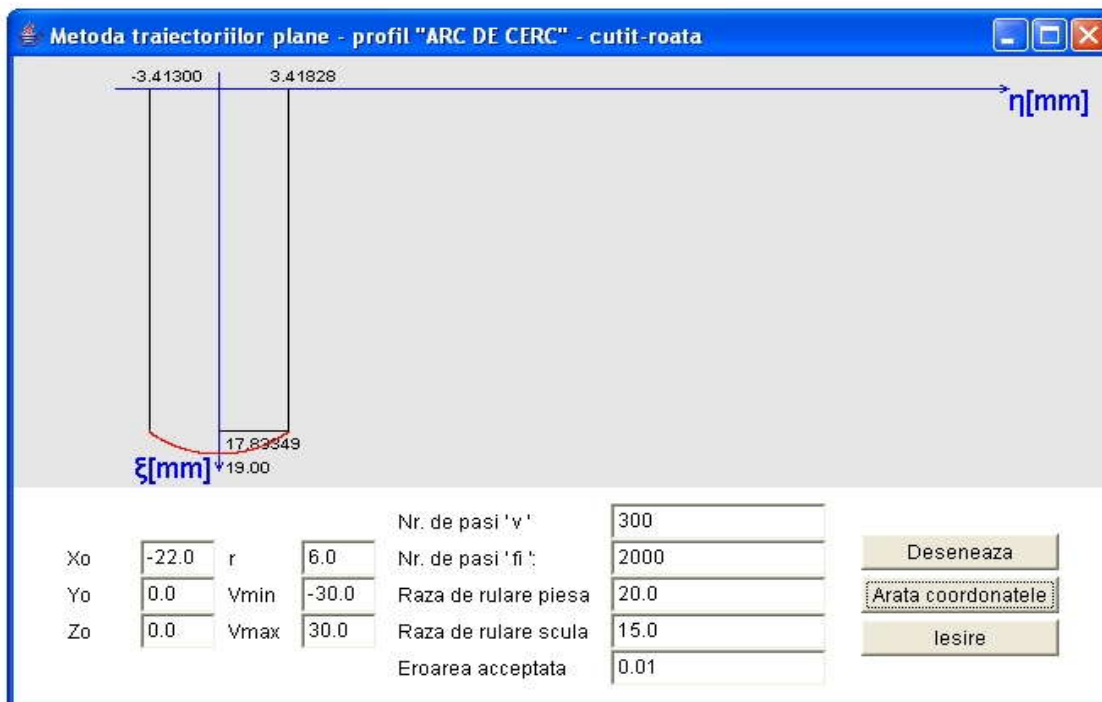 Metoda traiectoriilor plane - profil "ARC DE CERC" - cutit-roata
-3.41300
3.41828
η[mm]
17.83349
ξ[mm]
19.00
Nr. de pasi ' v '
300
Xo
-22.0
r
6.0
Nr. de pasi ' fi ':
2000
Deseneaza
Yo
0.0
Vmin
-30.0
Raza de rulare piesa
20.0
Arata coordonatele
Zo
0.0
Vmax
30.0
Raza de rulare scula
15.0
Iesire
Eroarea acceptata
0.01